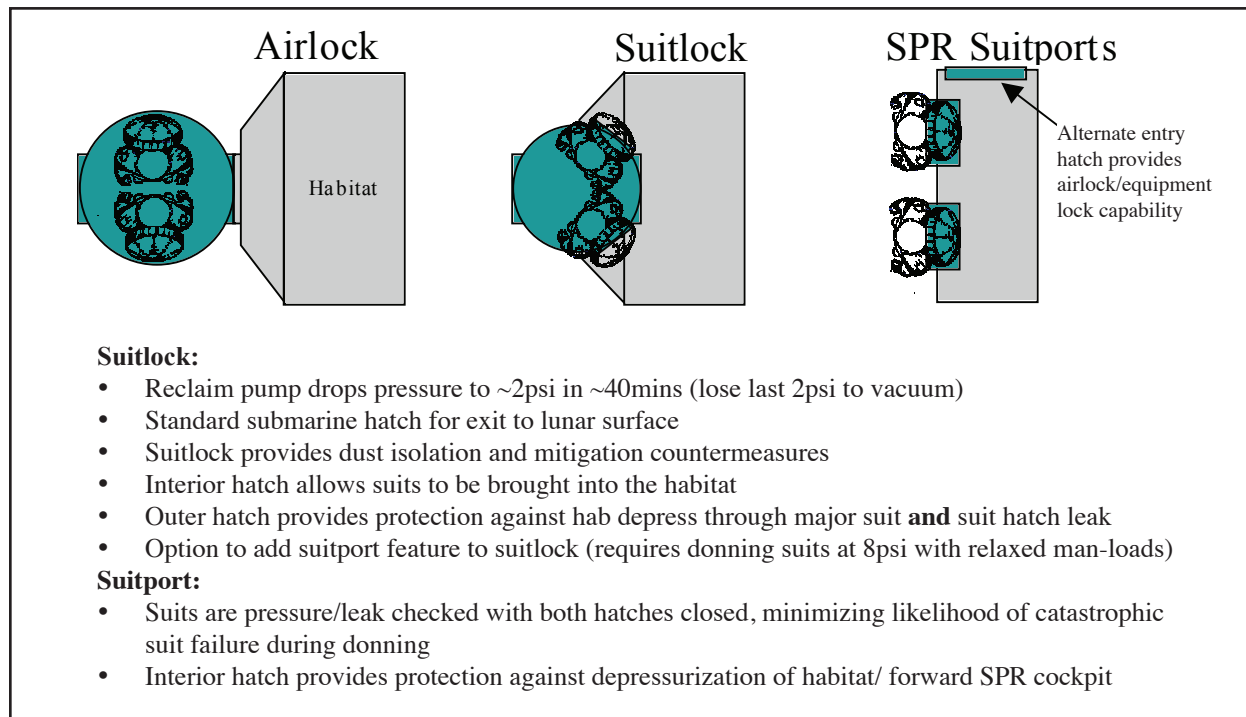 Airlock
Suitlock
SPR Suitports
Habitat
Alternate entry
hatch provides
airlock/equipment
lock capability
Suitlock:
• Reclaim pump drops pressure to ~2psi in ~40mins (lose last 2psi to vacuum)
• Standard submarine hatch for exit to lunar surface
• Suitlock provides dust isolation and mitigation countermeasures
• Interior hatch allows suits to be brought into the habitat
• Outer hatch provides protection against hab depress through major suit and suit hatch leak
• Option to add suitport feature to suitlock (requires donning suits at 8psi with relaxed man-loads)
Suitport:
• Suits are pressure/leak checked with both hatches closed, minimizing likelihood of catastrophic
suit failure during donning
• Interior hatch provides protection against depressurization of habitat/ forward SPR cockpit